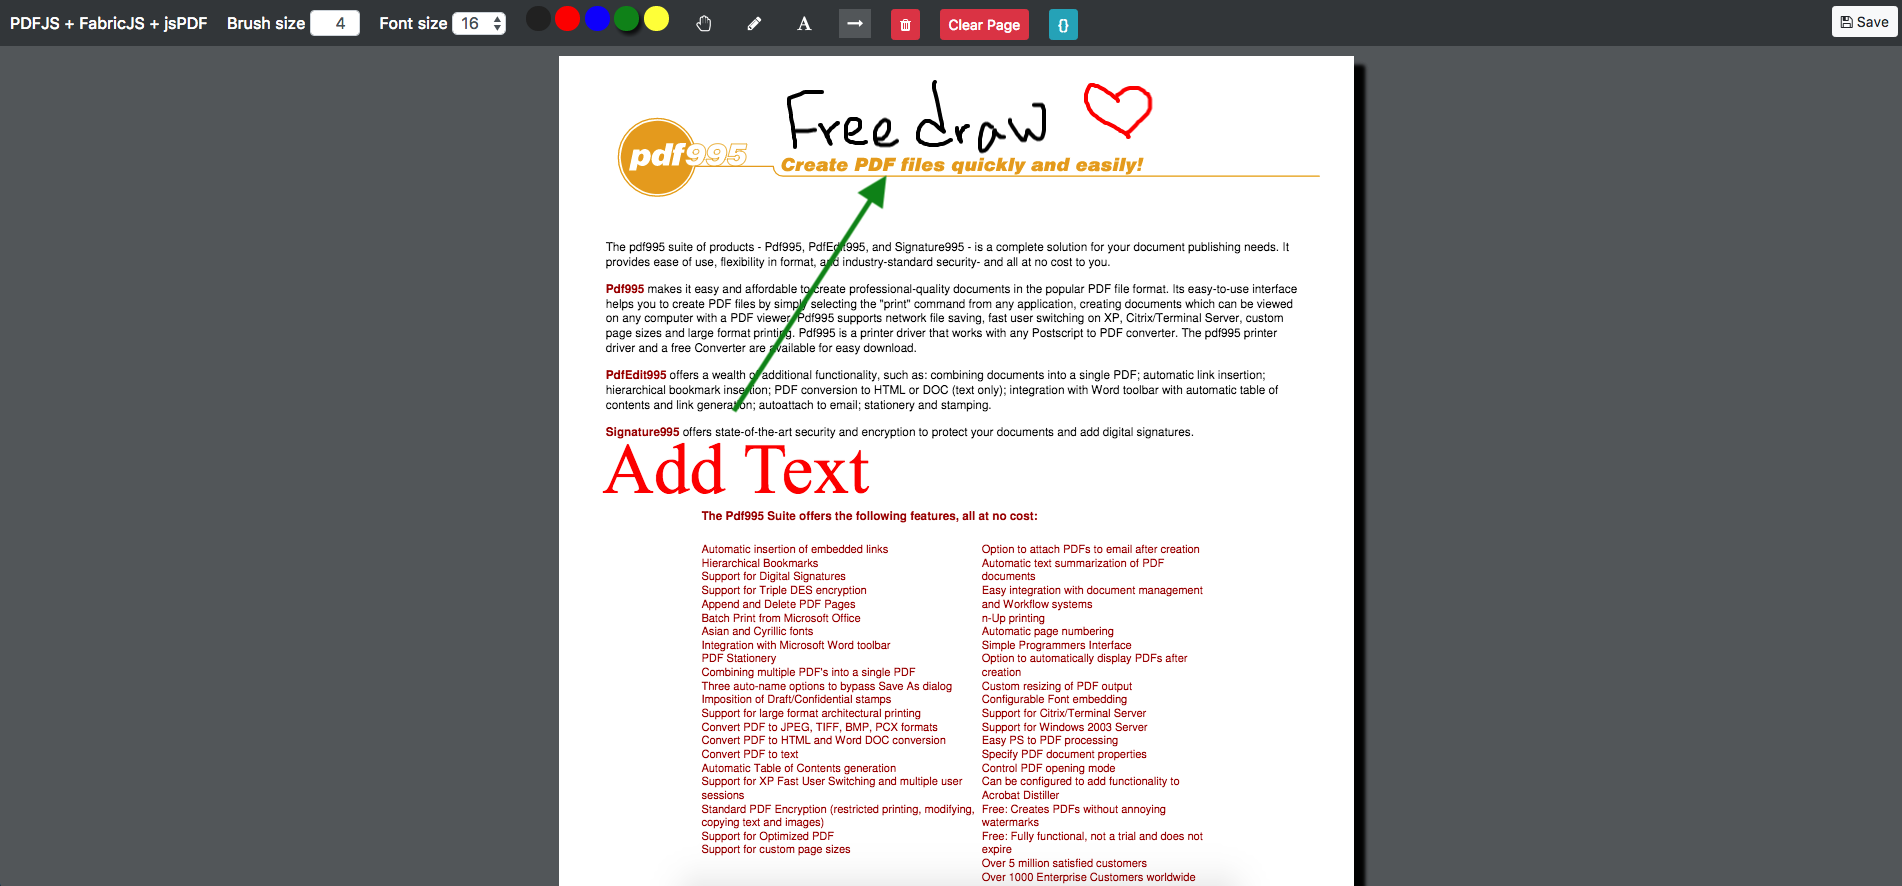 PDFJS + FabricJS + jsPDF Brush size 4 Font size 16 A Clear Page {} Save
Free draw
pdf995
Create PDF files quickly and easily!
The pdf995 suite of products - Pdf995, PdfEdit995, and Signature995 - is a complete solution for your document publishing needs. It
provides ease of use, flexibility in format, and industry-standard security- and all at no cost to you.
Pdf995 makes it easy and affordable to create professional-quality documents in the popular PDF file format. Its easy-to-use interface
helps you to create PDF files by simply selecting the "print" command from any application, creating documents which can be viewed
on any computer with a PDF viewer. Pdf995 supports network file saving, fast user switching on XP, Citrix/Terminal Server, custom
page sizes and large format printing. Pdf995 is a printer driver that works with any Postscript to PDF converter. The pdf995 printer
driver and a free Converter are available for easy download.
PdfEdit995 offers a wealth of additional functionality, such as: combining documents into a single PDF; automatic link insertion;
hierarchical bookmark insertion; PDF conversion to HTML or DOC (text only); integration with Word toolbar with automatic table of
contents and link generation; autoattach to email; stationery and stamping.
Signature995 offers state-of-the-art security and encryption to protect your documents and add digital signatures.
Add Text
The Pdf995 Suite offers the following features, all at no cost:
Automatic insertion of embedded links
Hierarchical Bookmarks
Support for Digital Signatures
Support for Triple DES encryption
Append and Delete PDF Pages
Batch Print from Microsoft Office
Asian and Cyrillic fonts
Integration with Microsoft Word toolbar
PDF Stationery
Combining multiple PDF's into a single PDF
Three auto-name options to bypass Save As dialog
Imposition of Draft/Confidential stamps
Support for large format architectural printing
Convert PDF to JPEG, TIFF, BMP, PCX formats
Convert PDF to HTML and Word DOC conversion
Convert PDF to text
Automatic Table of Contents generation
Support for XP Fast User Switching and multiple user
sessions
Standard PDF Encryption (restricted printing, modifying,
copying text and images)
Support for Optimized PDF
Support for custom page sizes
Option to attach PDFs to email after creation
Automatic text summarization of PDF
documents
Easy integration with document management
and Workflow systems
n-Up printing
Automatic page numbering
Simple Programmers Interface
Option to automatically display PDFs after
creation
Custom resizing of PDF output
Configurable Font embedding
Support for Citrix/Terminal Server
Support for Windows 2003 Server
Easy PS to PDF processing
Specify PDF document properties
Control PDF opening mode
Can be configured to add functionality to
Acrobat Distiller
Free: Creates PDFs without annoying
watermarks
Free: Fully functional, not a trial and does not
expire
Over 5 million satisfied customers
Over 1000 Enterprise Customers worldwide